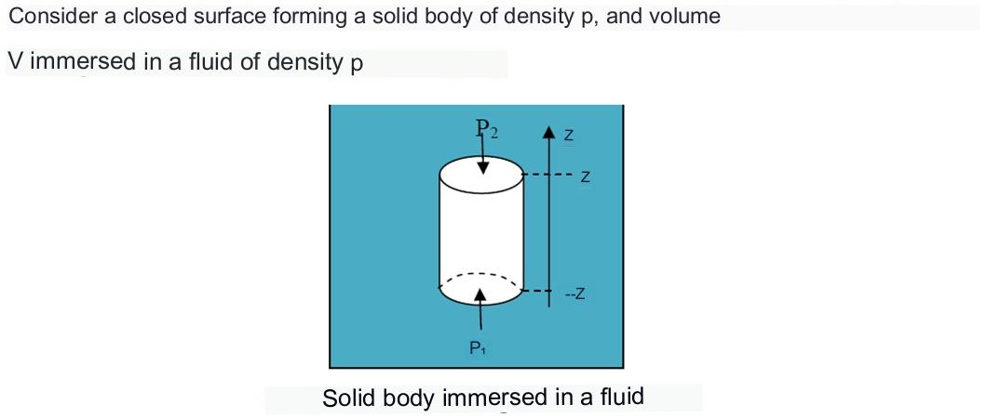 Consider a closed surface forming a solid body of density p, and volume
V immersed in a fluid of density p
P₂
z
z
--z
P₁
Solid body immersed in a fluid